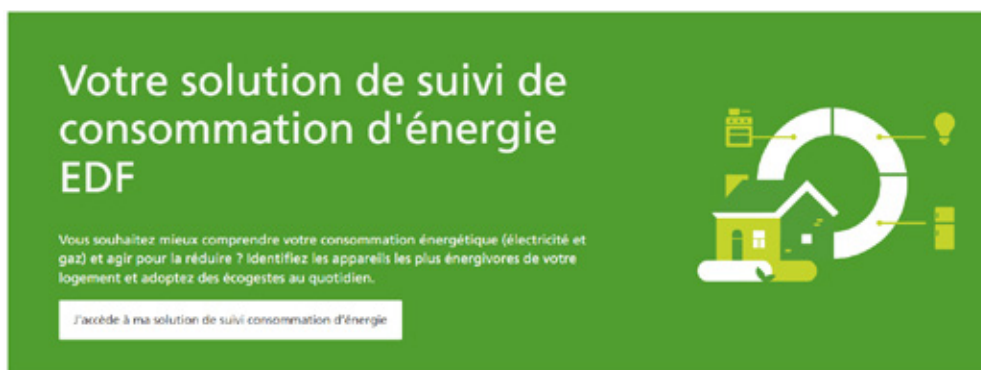 Votre solution de suivi de
consommation d'énergie
EDF
Vous souhaitez mieux comprendre votre consommation énergétique (électricité et
gaz) et agir pour la réduire ? Identifiez les appareils les plus énergivores de votre
logement et adoptez des écogestes au quotidien.
J'accède à ma solution de suivi consommation d'énergie